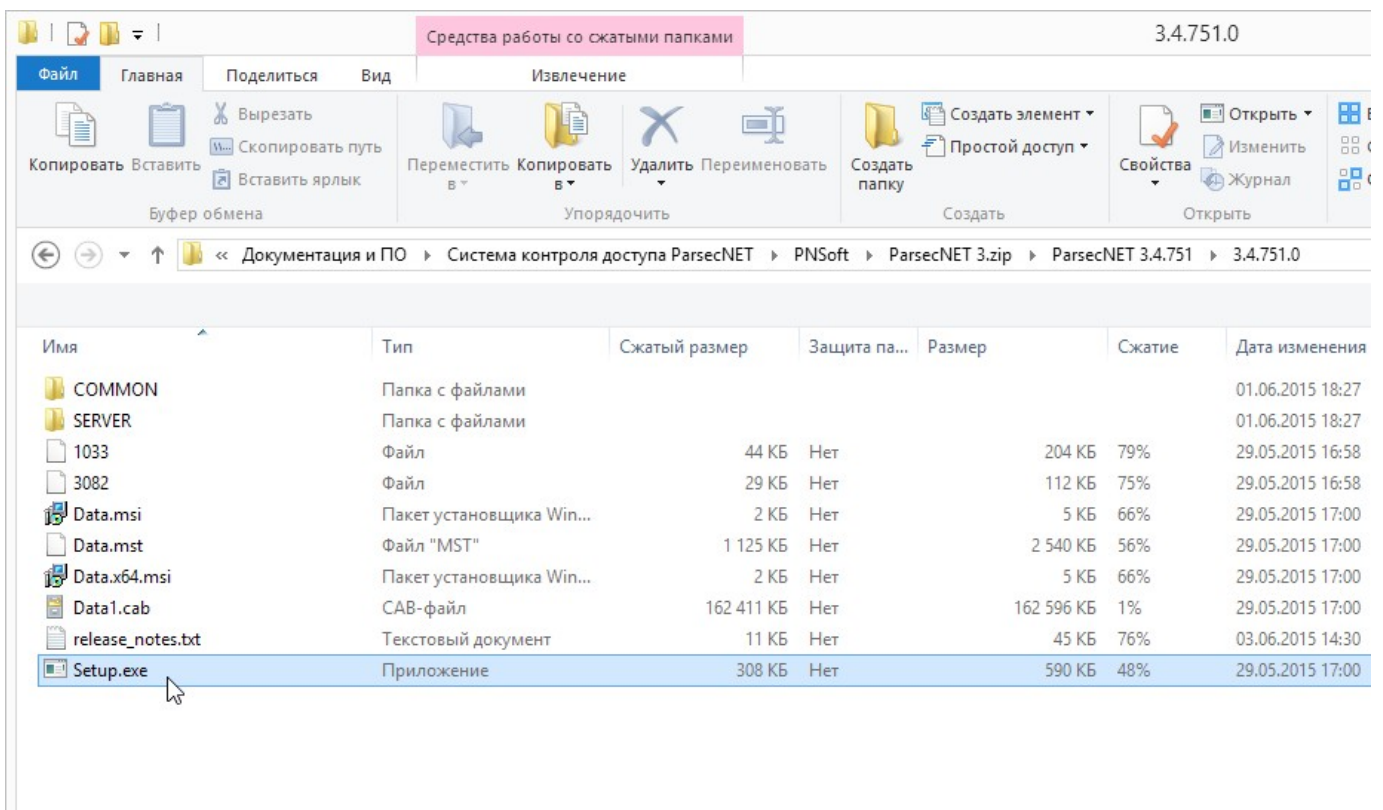 Средства работы со сжатыми папками
3.4.751.0
Файл Главная Поделиться Вид Извлечение
Копировать Вставить Вырезать Скопировать путь Вставить ярлык
Переместить в Копировать в Удалить Переименовать
Создать папку Создать элемент Простой доступ
Свойства Открыть Изменить Журнал
Буфер обмена Упорядочить Создать Открыть
« Документация и ПО Система контроля доступа ParsecNET PNSoft ParsecNET 3.zip ParsecNET 3.4.751 3.4.751.0
Имя Тип Сжатый размер Защита па... Размер Сжатие Дата изменения
COMMON Папка с файлами 01.06.2015 18:27
SERVER Папка с файлами 01.06.2015 18:27
1033 Файл 44 КБ Нет 204 КБ 79% 29.05.2015 16:58
3082 Файл 29 КБ Нет 112 КБ 75% 29.05.2015 16:58
Data.msi Пакет установщика Win... 2 КБ Нет 5 КБ 66% 29.05.2015 17:00
Data.mst Файл "MST" 1 125 КБ Нет 2 540 КБ 56% 29.05.2015 17:00
Data.x64.msi Пакет установщика Win... 2 КБ Нет 5 КБ 66% 29.05.2015 17:00
Data1.cab CAB-файл 162 411 КБ Нет 162 596 КБ 1% 29.05.2015 17:00
release_notes.txt Текстовый документ 11 КБ Нет 45 КБ 76% 03.06.2015 14:30
Setup.exe Приложение 308 КБ Нет 590 КБ 48% 29.05.2015 17:00